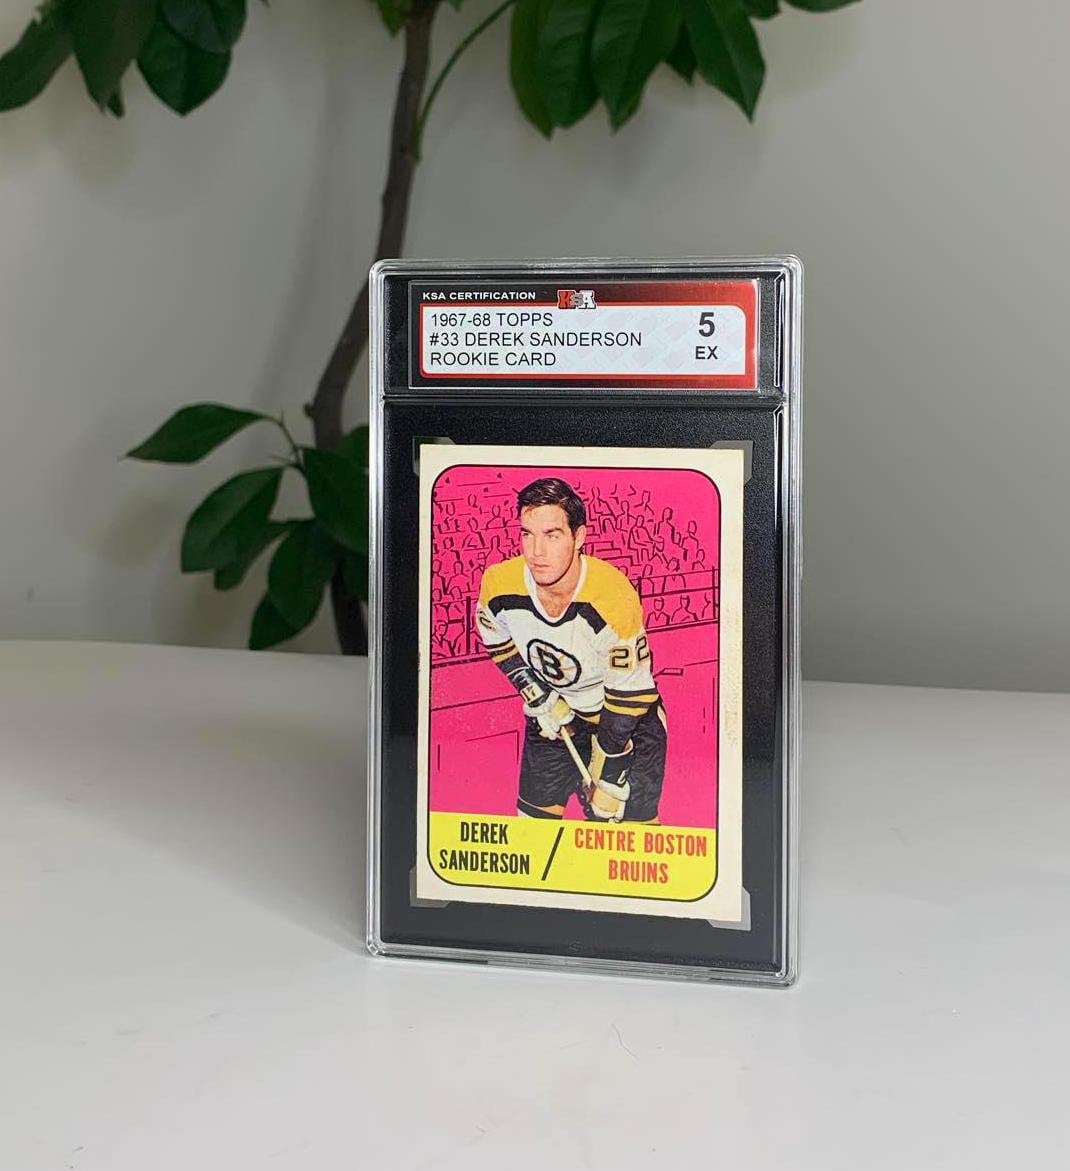 KSA CERTIFICATION KSA
1967-68 TOPPS
#33 DEREK SANDERSON
ROOKIE CARD
5
EX
22
B
17
DEREK
SANDERSON
/
CENTRE BOSTON
BRUINS